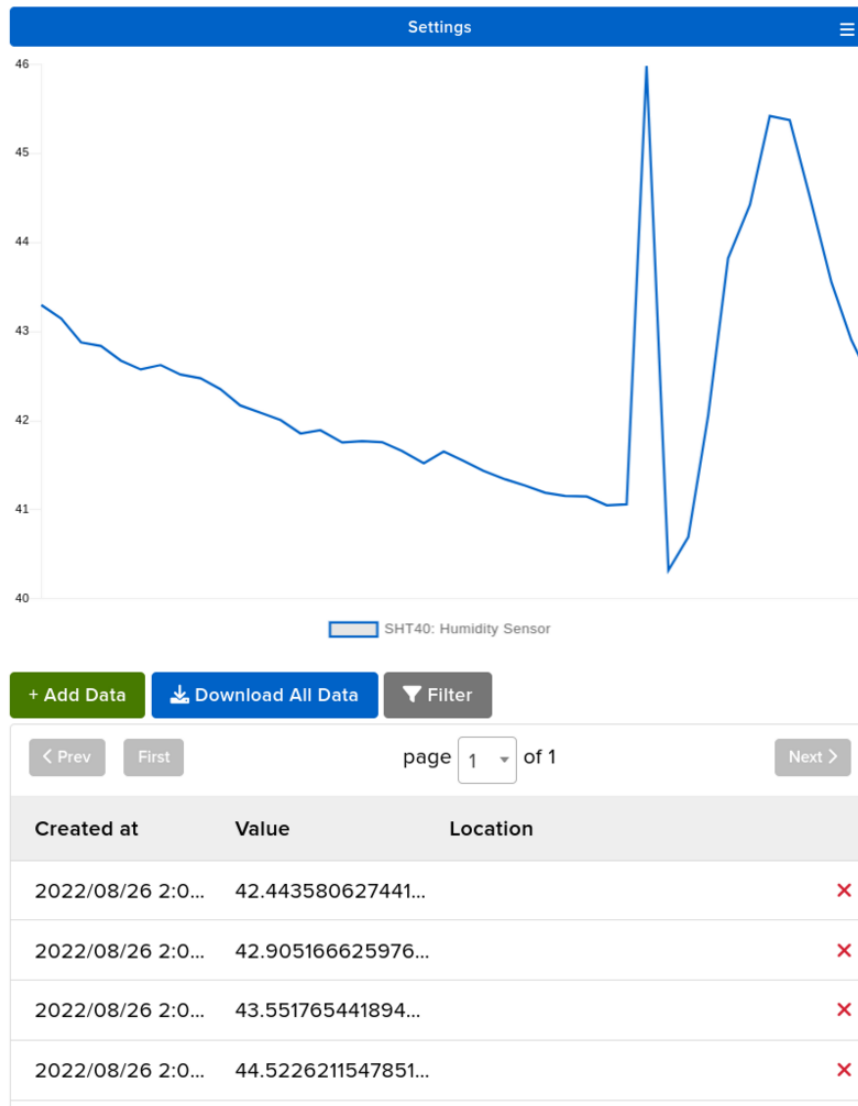 Settings
46
45
44
43
42
41
40
SHT40: Humidity Sensor
+ Add Data Download All Data Filter
Prev First page 1 of 1 Next
Created at Value Location
2022/08/26 2:0... 42.443580627441...
2022/08/26 2:0... 42.905166625976...
2022/08/26 2:0... 43.551765441894...
2022/08/26 2:0... 44.5226211547851...